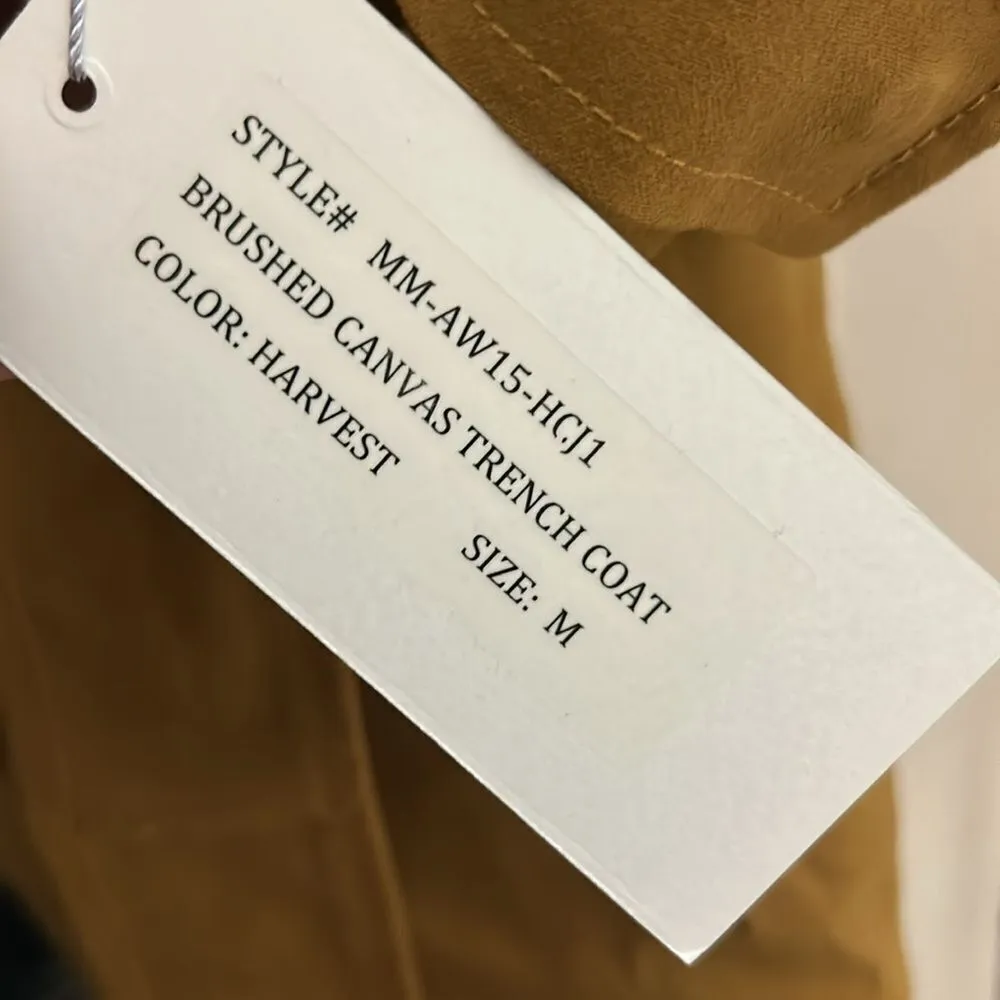 STYLE# MM-AW15-HCJ1
BRUSHED CANVAS TRENCH COAT
COLOR: HARVEST
SIZE: M